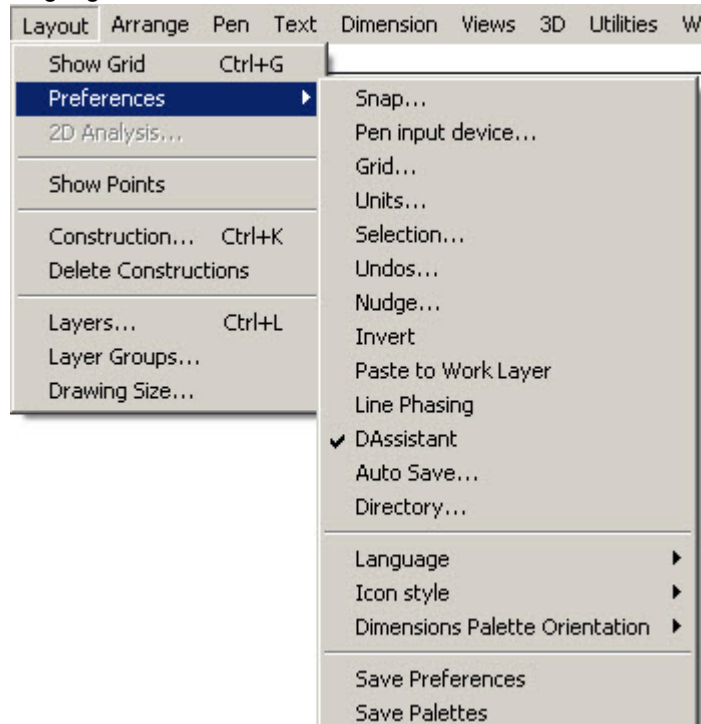 Layout Arrange Pen Text Dimension Views 3D Utilities W
Show Grid Ctrl+G
Preferences
2D Analysis...
Show Points
Construction... Ctrl+K
Delete Constructions
Layers... Ctrl+L
Layer Groups...
Drawing Size...
Snap...
Pen input device...
Grid...
Units...
Selection...
Undos...
Nudge...
Invert
Paste to Work Layer
Line Phasing
DAssistant
Auto Save...
Directory...
Language
Icon style
Dimensions Palette Orientation
Save Preferences
Save Palettes